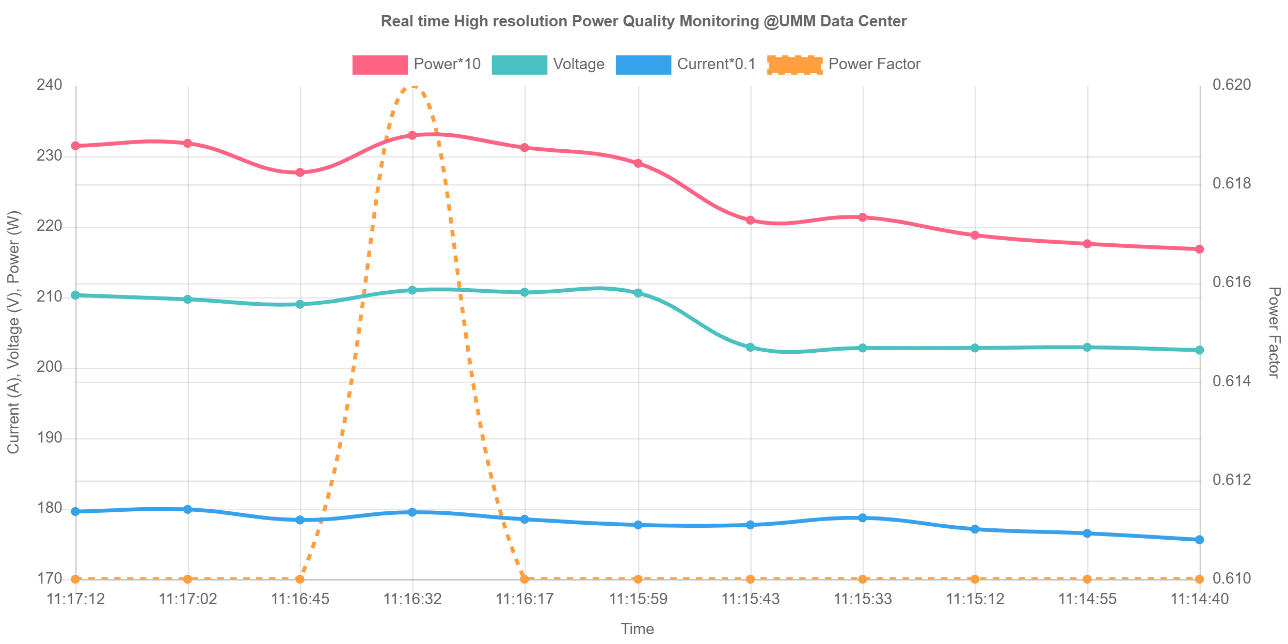 Real time High resolution Power Quality Monitoring @UMM Data Center
Power*10 Voltage Current*0.1 Power Factor
240
230
220
210
200
190
180
170
Current (A), Voltage (V), Power (W)
0.620
0.618
0.616
0.614
0.612
0.610
Power Factor
11:17:12 11:17:02 11:16:45 11:16:32 11:16:17 11:15:59 11:15:43 11:15:33 11:15:12 11:14:55 11:14:40
Time